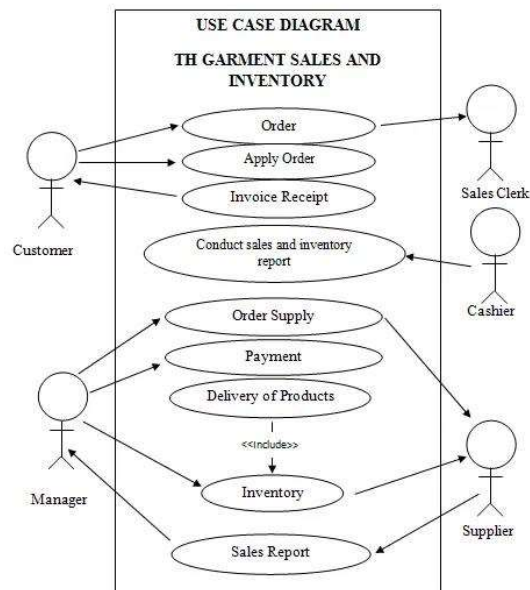 USE CASE DIAGRAM
TH GARMENT SALES AND
INVENTORY
Order
Apply Order
Sales Clerk
Invoice Receipt
Customer
Conduct sales and inventory
report
Cashier
Order Supply
Payment
Delivery of Products
<<Include>>
Manager
Inventory
Supplier
Sales Report